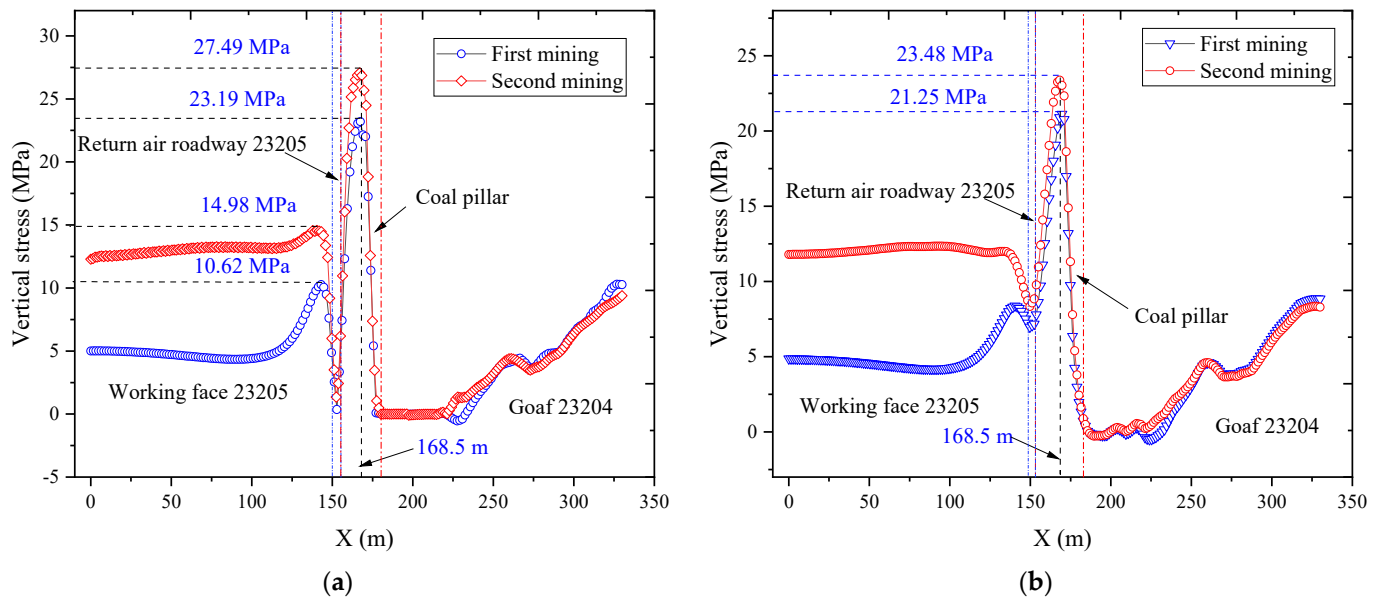 30
25
20
15
10
5
0
-5
Vertical stress (MPa)
0 50 100 150 200 250 300 350
X (m)
27.49 MPa
23.19 MPa
Return air roadway 23205
14.98 MPa
10.62 MPa
Working face 23205
First mining
Second mining
Coal pillar
Goaf 23204
168.5 m
(a)
25
20
15
10
5
0
Vertical stress (MPa)
0 50 100 150 200 250 300 350
X (m)
23.48 MPa
21.25 MPa
Return air roadway 23205
Working face 23205
First mining
Second mining
Coal pillar
Goaf 23204
168.5 m
(b)